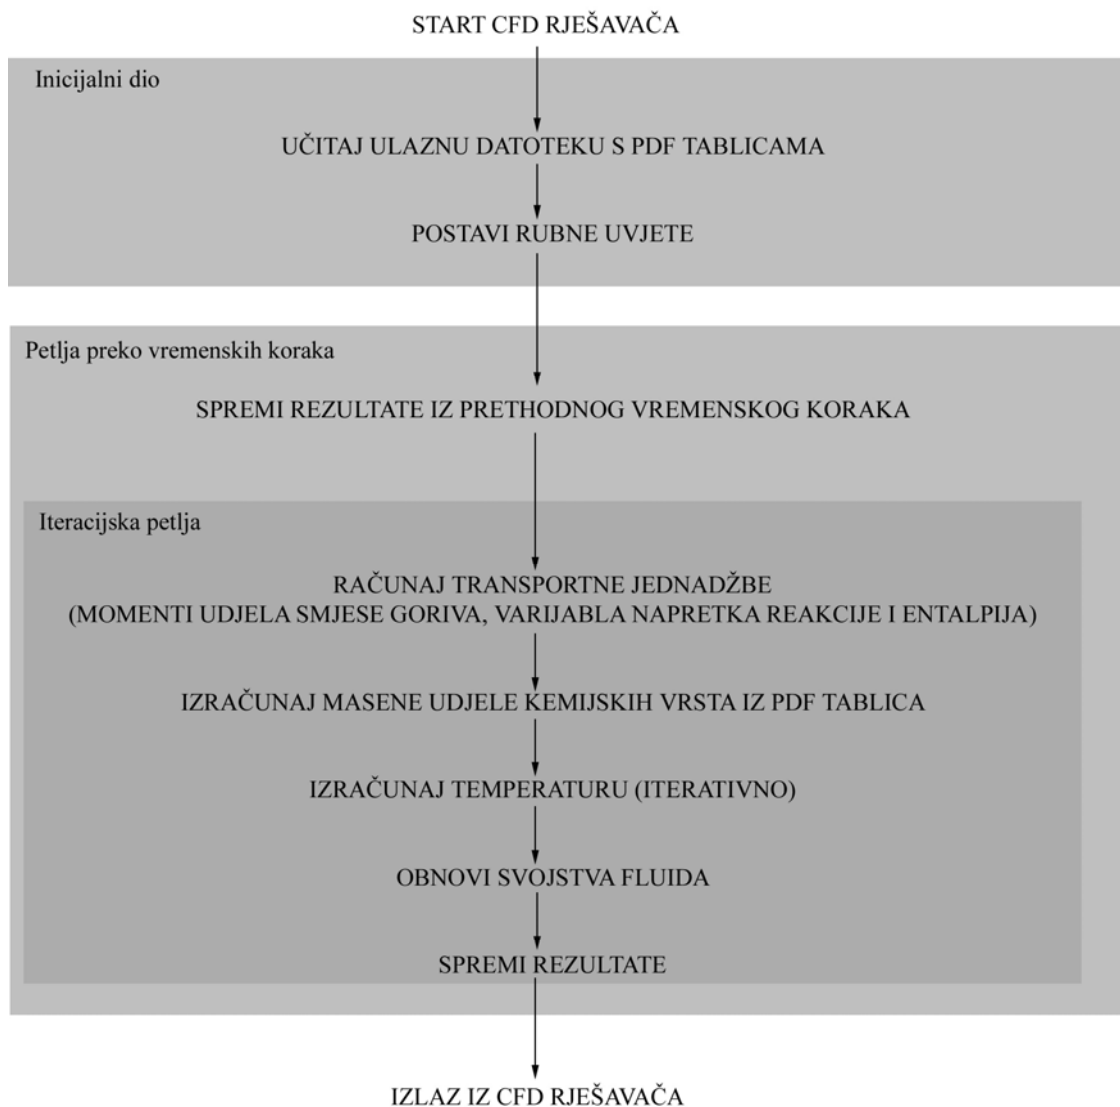 START CFD RJEŠAVAČA
Inicijalni dio
UČITAJ ULAZNU DATOTEKU S PDF TABLICAMA
POSTAVI RUBNE UVJETE
Petlja preko vremenskih koraka
SPREMI REZULTATE IZ PRETHODNOG VREMENSKOG KORAKA
Iteracijska petlja
RAČUNAJ TRANSPORTNE JEDNADŽBE
(MOMENTI UDJELA SMJESE GORIVA, VARIJABLA NAPRETKA REAKCIJE I ENTALPIJA)
IZRAČUNAJ MASENE UDJELE KEMIJSKIH VRSTA IZ PDF TABLICA
IZRAČUNAJ TEMPERATURU (ITERATIVNO)
OBNOVI SVOJSTVA FLUIDA
SPREMI REZULTATE
IZLAZ IZ CFD RJEŠAVAČA